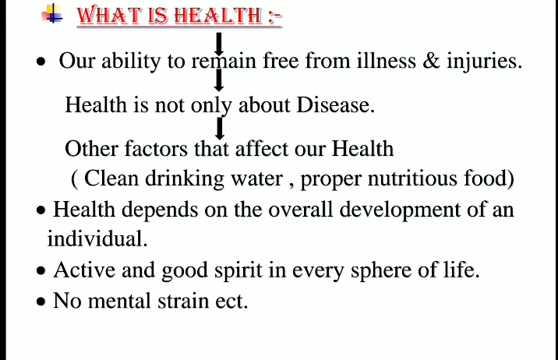 WHAT IS HEALTH :-
• Our ability to remain free from illness & injuries.
Health is not only about Disease.
Other factors that affect our Health
( Clean drinking water , proper nutritious food)
• Health depends on the overall development of an
individual.
• Active and good spirit in every sphere of life.
• No mental strain ect.